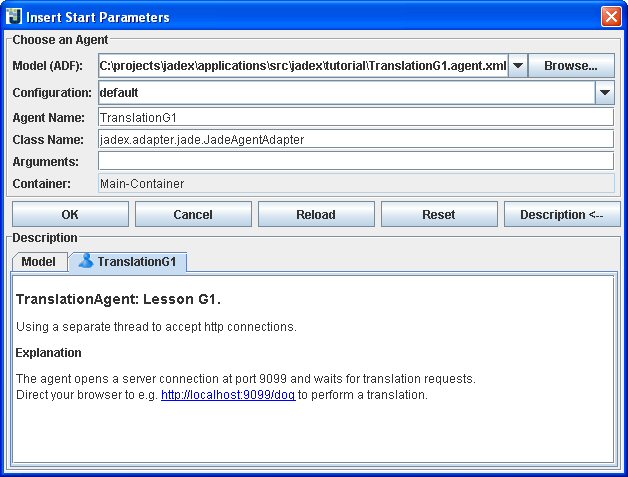 Insert Start Parameters
Choose an Agent
Model (ADF): C:\projects\jadex\applications\src\jadex\tutorial\TranslationG1.agent.xml Browse...
Configuration: default
Agent Name: TranslationG1
Class Name: jadex.adapter.jade.JadeAgentAdapter
Arguments:
Container: Main-Container
OK Cancel Reload Reset Description <--
Description
Model TranslationG1
TranslationAgent: Lesson G1.
Using a separate thread to accept http connections.
Explanation
The agent opens a server connection at port 9099 and waits for translation requests.
Direct your browser to e.g. http://localhost:9099/dog to perform a translation.